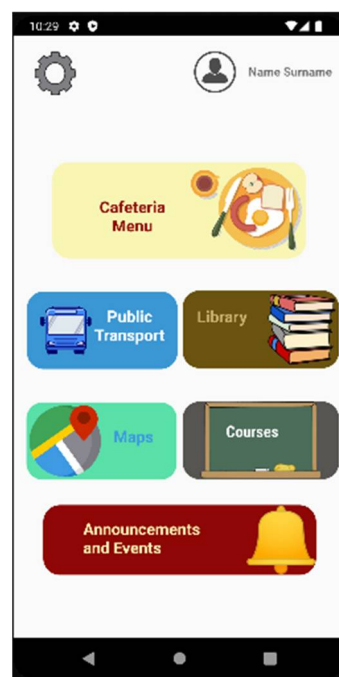 10:29
Name Surname
Cafeteria
Menu
Public
Transport
Library
Maps
Courses
Announcements
and Events